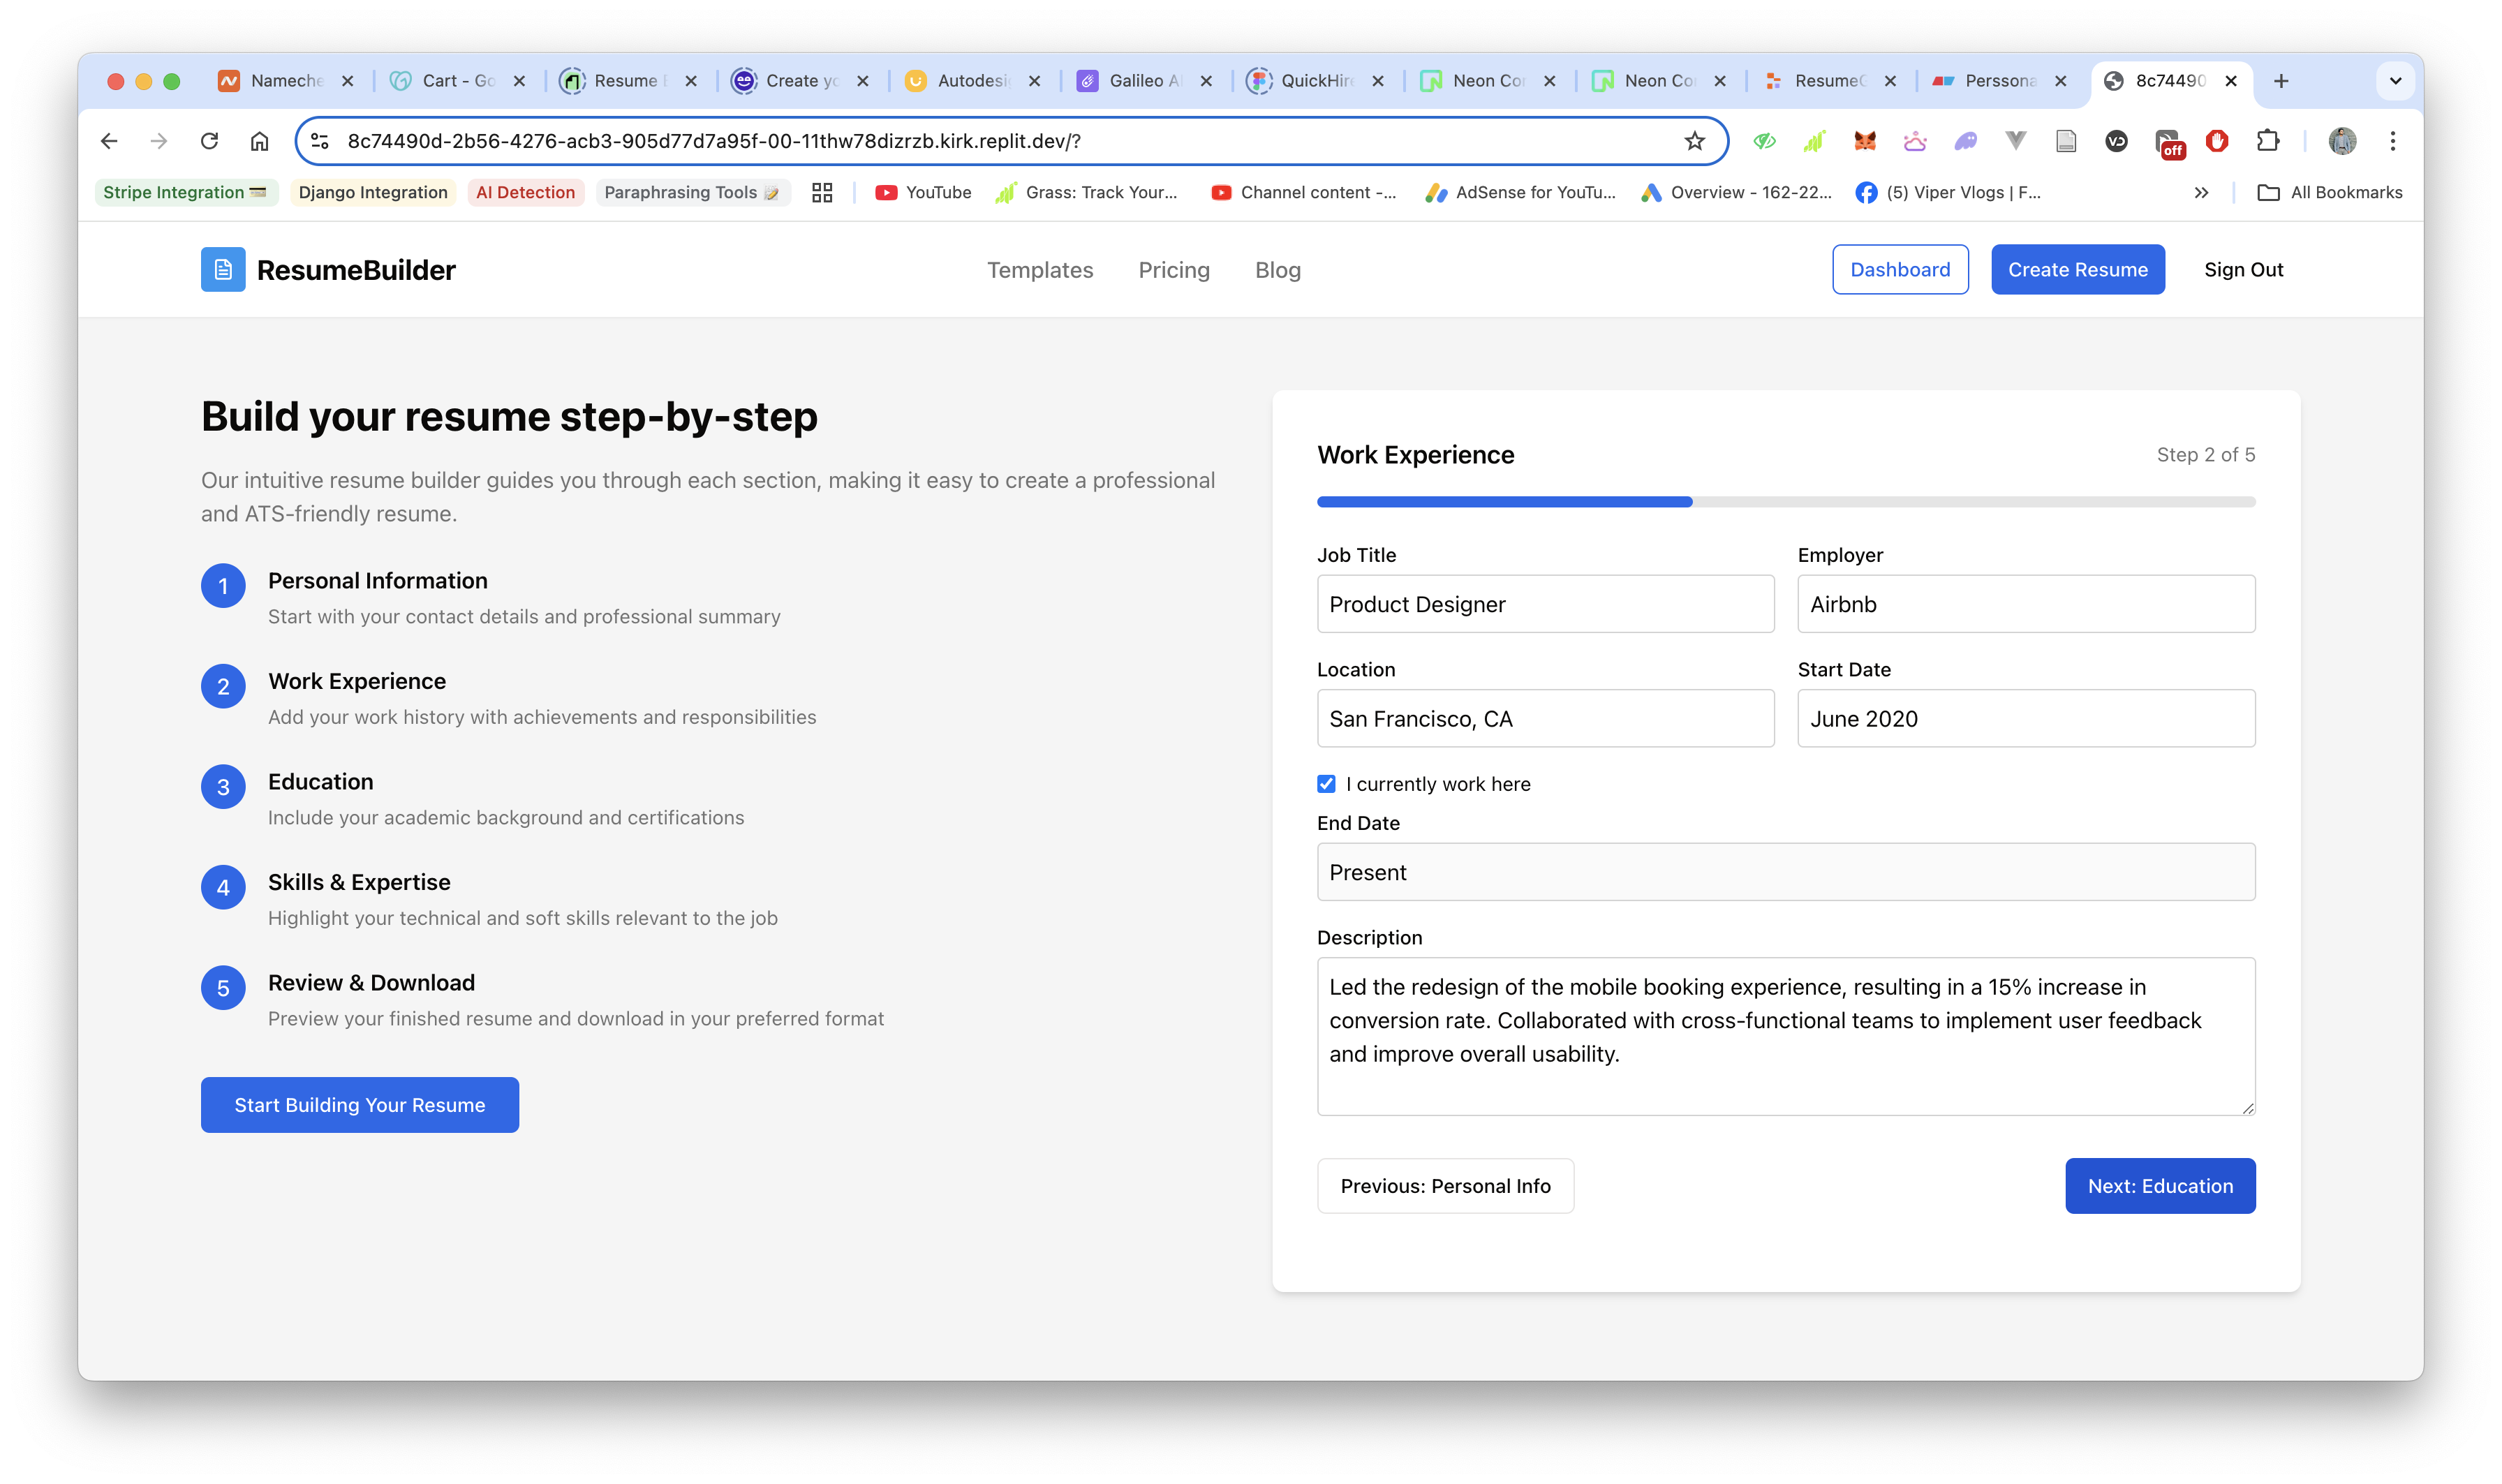 Nameche
Cart - Go
Resume B
Create yo
Autodesi
Galileo AI
QuickHire
Neon Con
Neon Con
ResumeG
Perssona
8c74490
8c74490d-2b56-4276-acb3-905d77d7a95f-00-11thw78dizrzb.kirk.replit.dev/?
off
Stripe Integration
Django Integration
AI Detection
Paraphrasing Tools
YouTube
Grass: Track Your...
Channel content -...
AdSense for YouTu...
Overview - 162-22...
(5) Viper Vlogs | F...
All Bookmarks
ResumeBuilder
Templates
Pricing
Blog
Dashboard
Create Resume
Sign Out
Build your resume step-by-step
Our intuitive resume builder guides you through each section, making it easy to create a professional
and ATS-friendly resume.
1
Personal Information
Start with your contact details and professional summary
2
Work Experience
Add your work history with achievements and responsibilities
3
Education
Include your academic background and certifications
4
Skills & Expertise
Highlight your technical and soft skills relevant to the job
5
Review & Download
Preview your finished resume and download in your preferred format
Start Building Your Resume
Work Experience
Step 2 of 5
Job Title
Employer
Product Designer
Airbnb
Location
Start Date
San Francisco, CA
June 2020
I currently work here
End Date
Present
Description
Led the redesign of the mobile booking experience, resulting in a 15% increase in
conversion rate. Collaborated with cross-functional teams to implement user feedback
and improve overall usability.
Previous: Personal Info
Next: Education